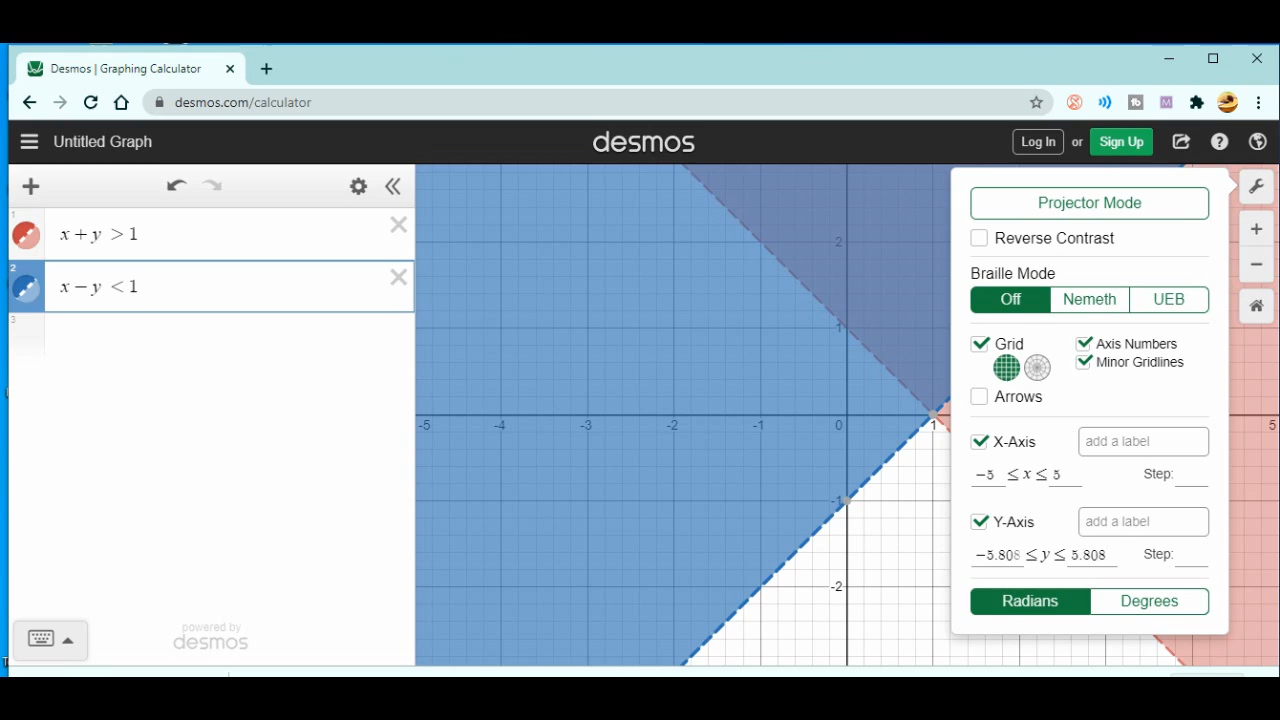 Desmos | Graphing Calculator
desmos.com/calculator
Untitled Graph
desmos
Log In or Sign Up
1
x + y > 1
2
x − y < 1
3
powered by
desmos
2
1
-5 -4 -3 -2 -1 0 1 5
-1
-2
Projector Mode
Reverse Contrast
Braille Mode
Off Nemeth UEB
Grid
Axis Numbers
Minor Gridlines
Arrows
X-Axis add a label
−5 ≤ x ≤ 5 Step:
Y-Axis add a label
−5.808 ≤ y ≤ 5.808 Step:
Radians Degrees